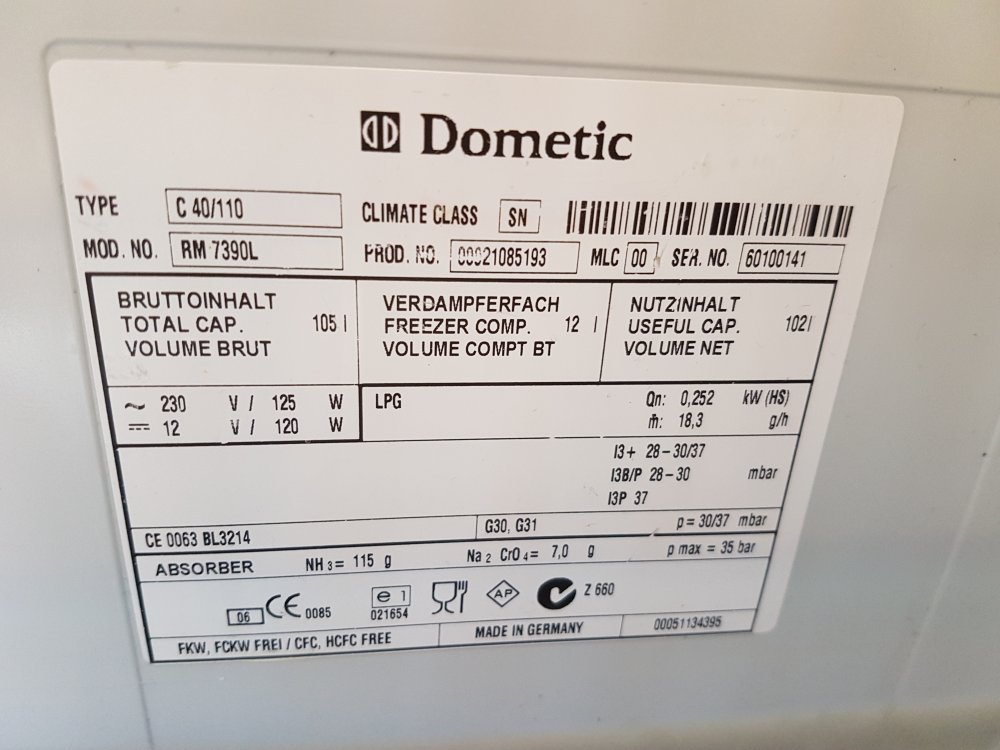 Dometic
TYPE C 40/110 CLIMATE CLASS SN
MOD. NO. RM 7390L PROD. NO. 00921085193 MLC 00 SER. NO. 60100141
BRUTTOINHALT
TOTAL CAP. 105 l
VOLUME BRUT
VERDAMPFERFACH
FREEZER COMP. 12 l
VOLUME COMPT BT
NUTZINHALT
USEFUL CAP. 102 l
VOLUME NET
~ 230 V / 125 W
⎓ 12 V / 120 W
LPG Qn: 0,252 kW (HS)
ṁ: 18,3 g/h
I3+ 28-30/37
I3B/P 28-30 mbar
I3P 37
CE 0063 BL3214 G30, G31 p = 30/37 mbar
ABSORBER NH3 = 115 g Na2 CrO4 = 7,0 g p max = 35 bar
06 CE 0085 e1 021654 AP Z 660
FKW, FCKW FREI / CFC, HCFC FREE MADE IN GERMANY 00051134395